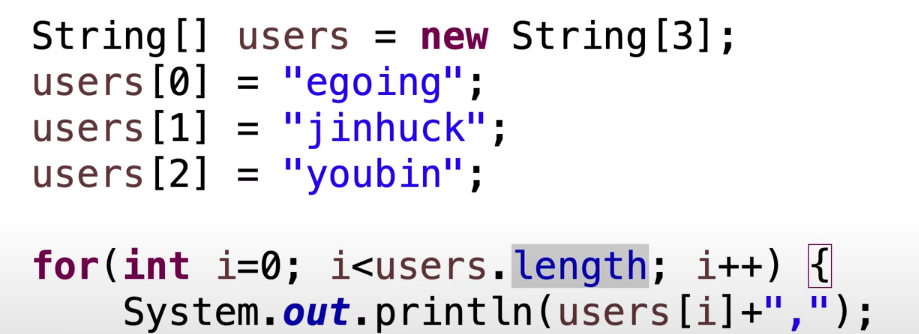 String[] users = new String[3];
users[0] = "egoing";
users[1] = "jinhuck";
users[2] = "youbin";
for(int i=0; i<users.length; i++) {
System.out.println(users[i]+",");